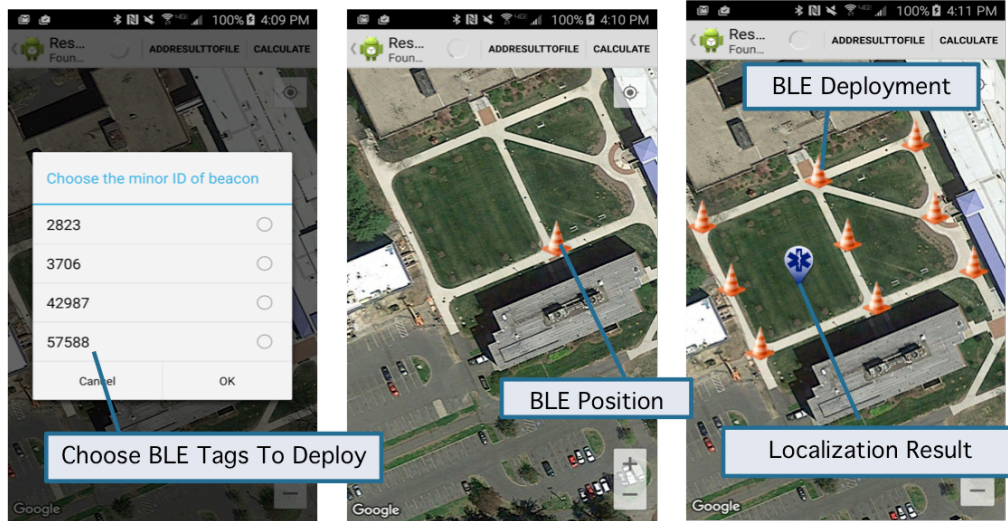 100% 4:09 PM
Res...
Foun...
ADDRESULTTOFILE CALCULATE
Choose the minor ID of beacon
2823
3706
42987
57588
Cancel OK
Choose BLE Tags To Deploy
Google
100% 4:10 PM
Res...
Foun...
ADDRESULTTOFILE CALCULATE
BLE Position
Google
100% 4:11 PM
Res...
Foun...
ADDRESULTTOFILE CALCULATE
BLE Deployment
Localization Result
Google